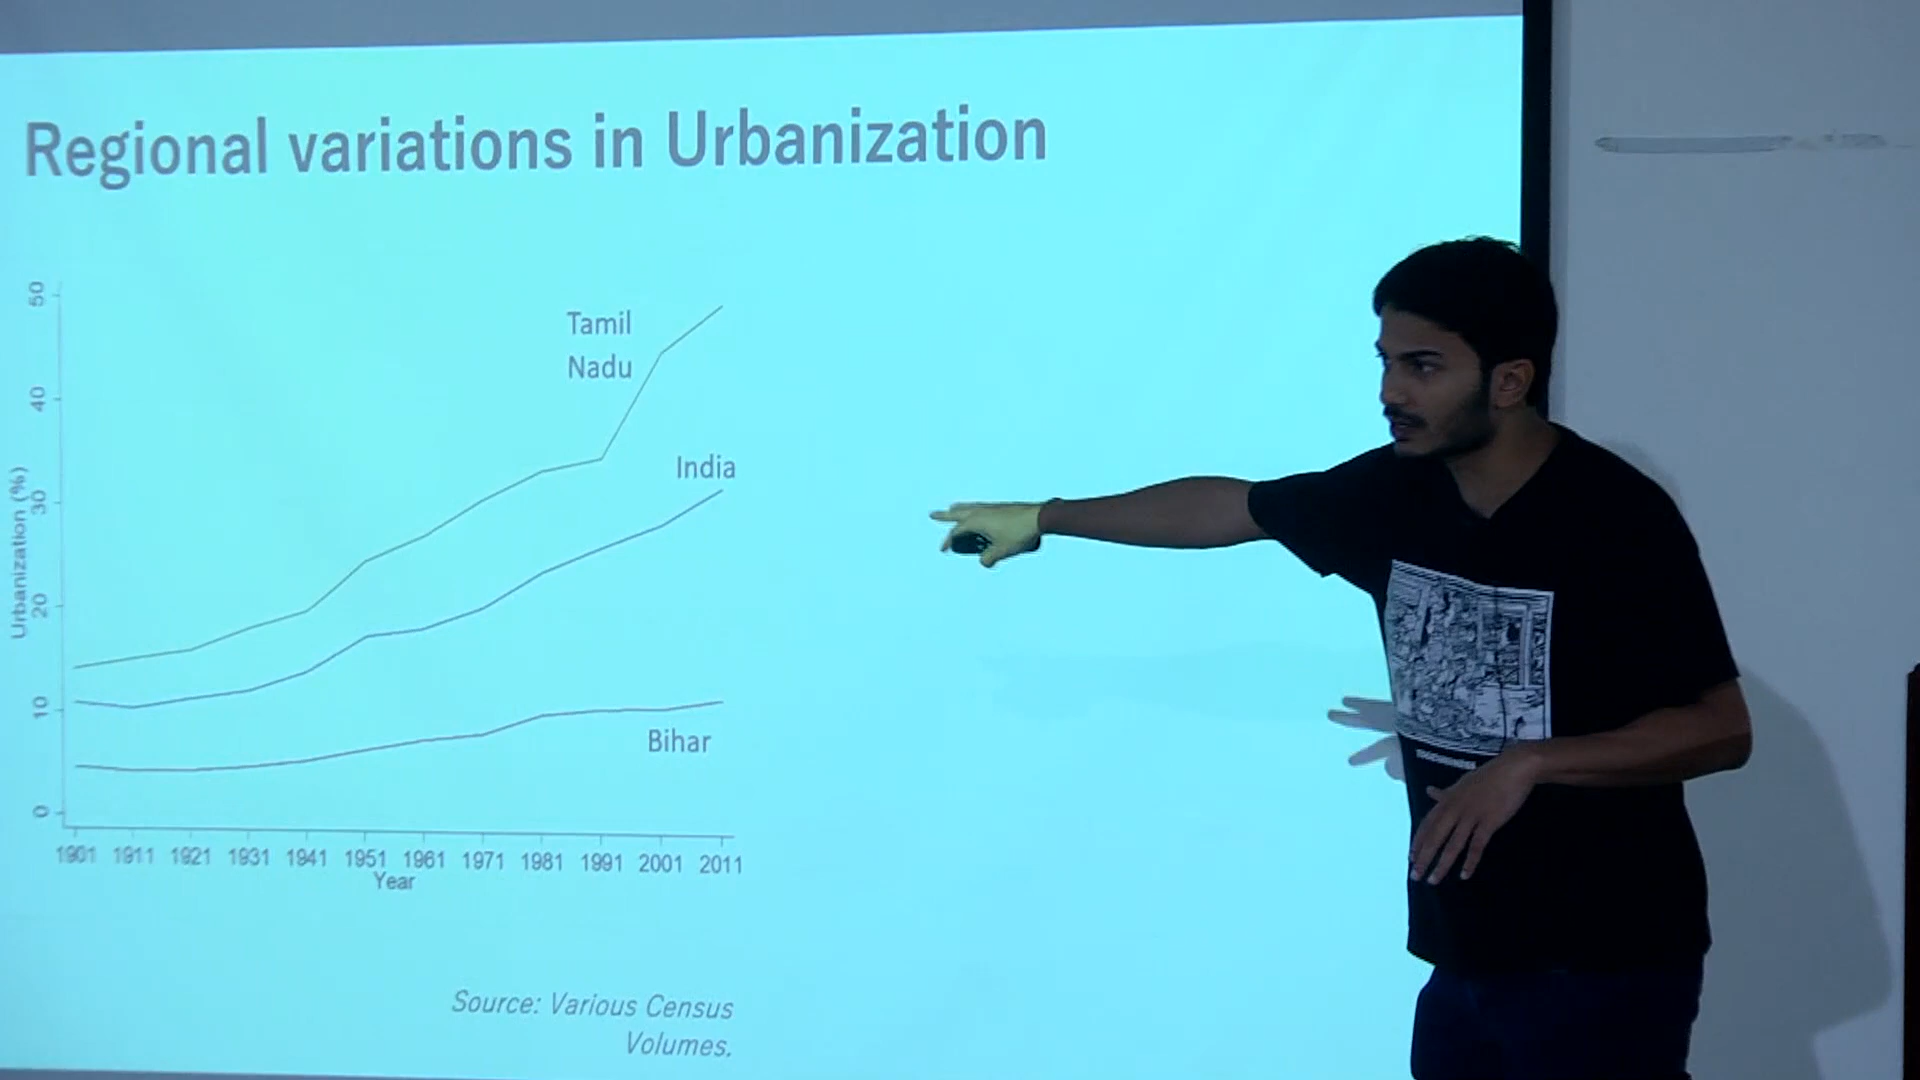 Regional variations in Urbanization
50
40
30
20
10
0
Urbanization (%)
Tamil
Nadu
India
Bihar
1901 1911 1921 1931 1941 1951 1961 1971 1981 1991 2001 2011
Year
Source: Various Census
Volumes.